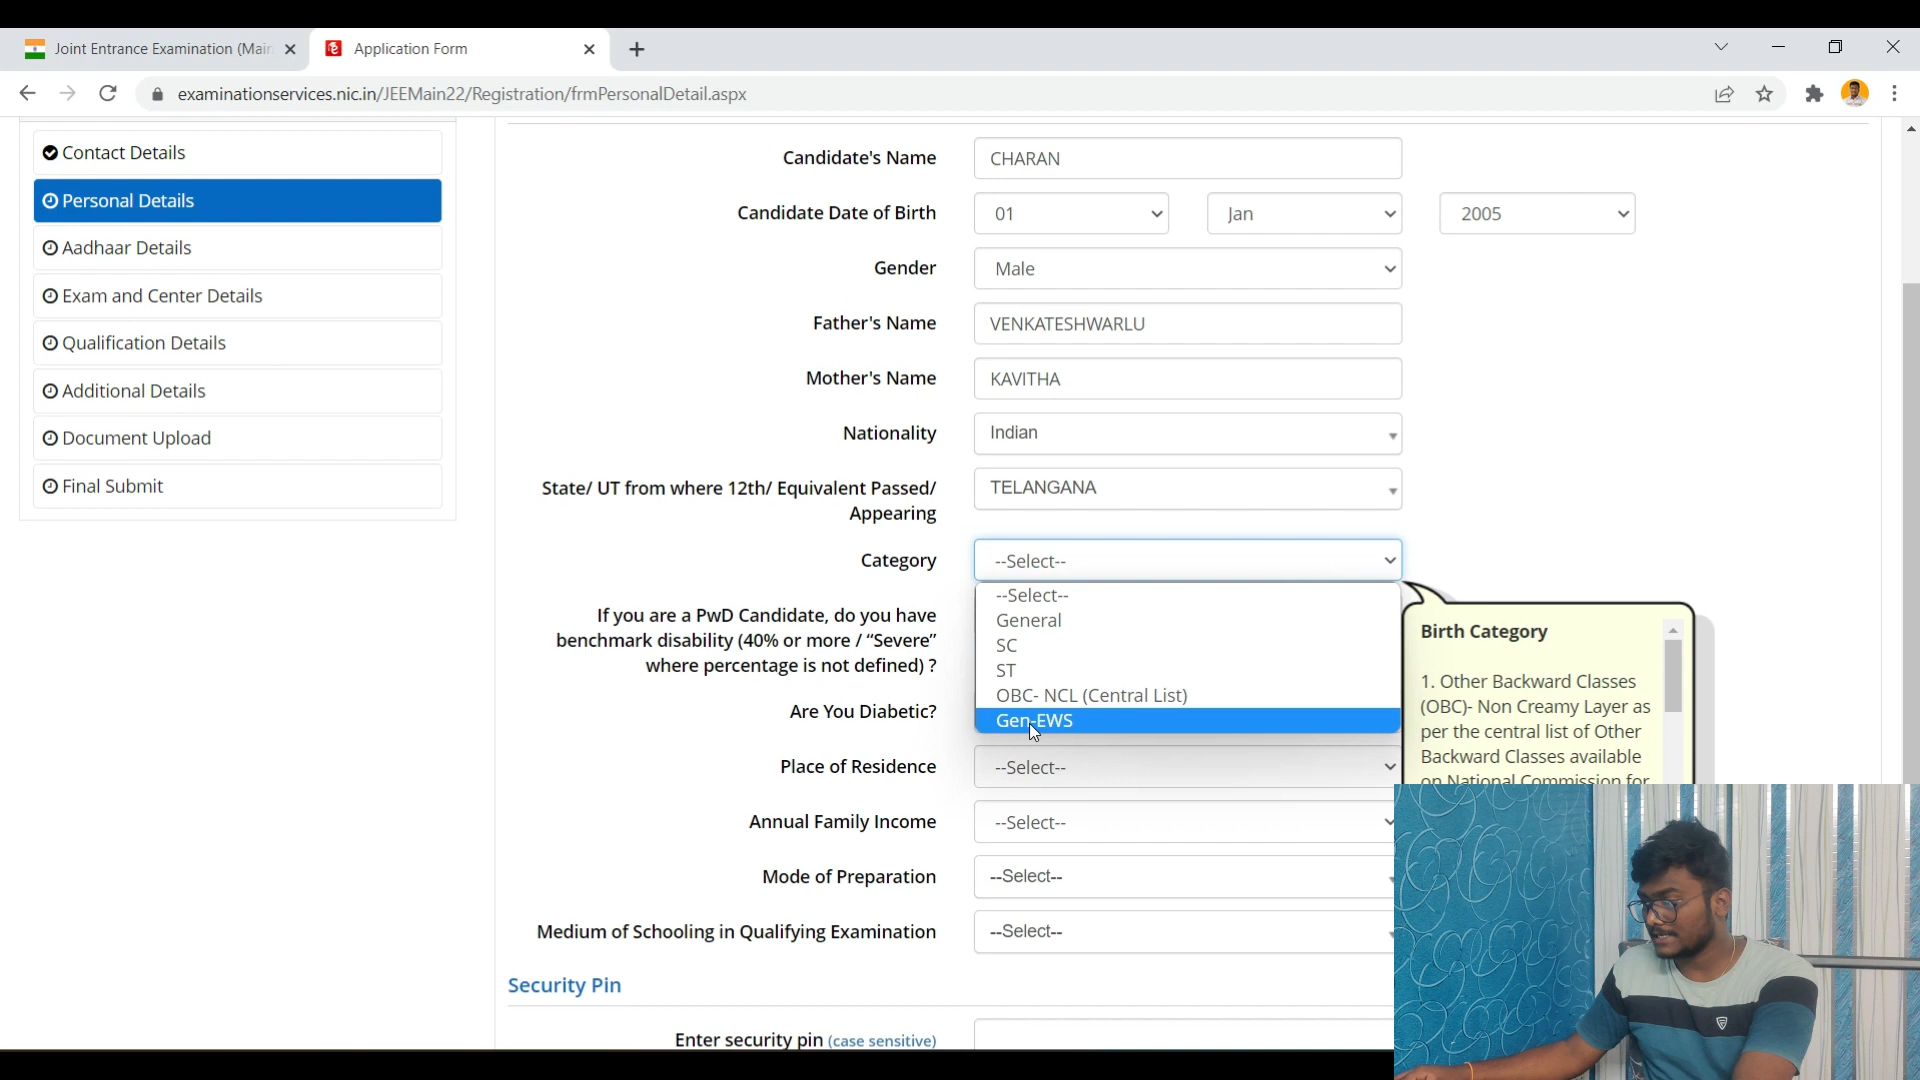 Joint Entrance Examination (Main
Application Form
examinationservices.nic.in/JEEMain22/Registration/frmPersonalDetail.aspx
Contact Details
Personal Details
Aadhaar Details
Exam and Center Details
Qualification Details
Additional Details
Document Upload
Final Submit
Candidate's Name CHARAN
Candidate Date of Birth 01 Jan 2005
Gender Male
Father's Name VENKATESHWARLU
Mother's Name KAVITHA
Nationality Indian
State/ UT from where 12th/ Equivalent Passed/ TELANGANA
Appearing
Category --Select--
--Select--
General
SC
ST
OBC- NCL (Central List)
Gen-EWS
If you are a PwD Candidate, do you have
benchmark disability (40% or more / “Severe”
where percentage is not defined) ?
Birth Category
1. Other Backward Classes
(OBC)- Non Creamy Layer as
per the central list of Other
Backward Classes available
on National Commission for
Are You Diabetic?
Place of Residence --Select--
Annual Family Income --Select--
Mode of Preparation --Select--
Medium of Schooling in Qualifying Examination --Select--
Security Pin
Enter security pin (case sensitive)